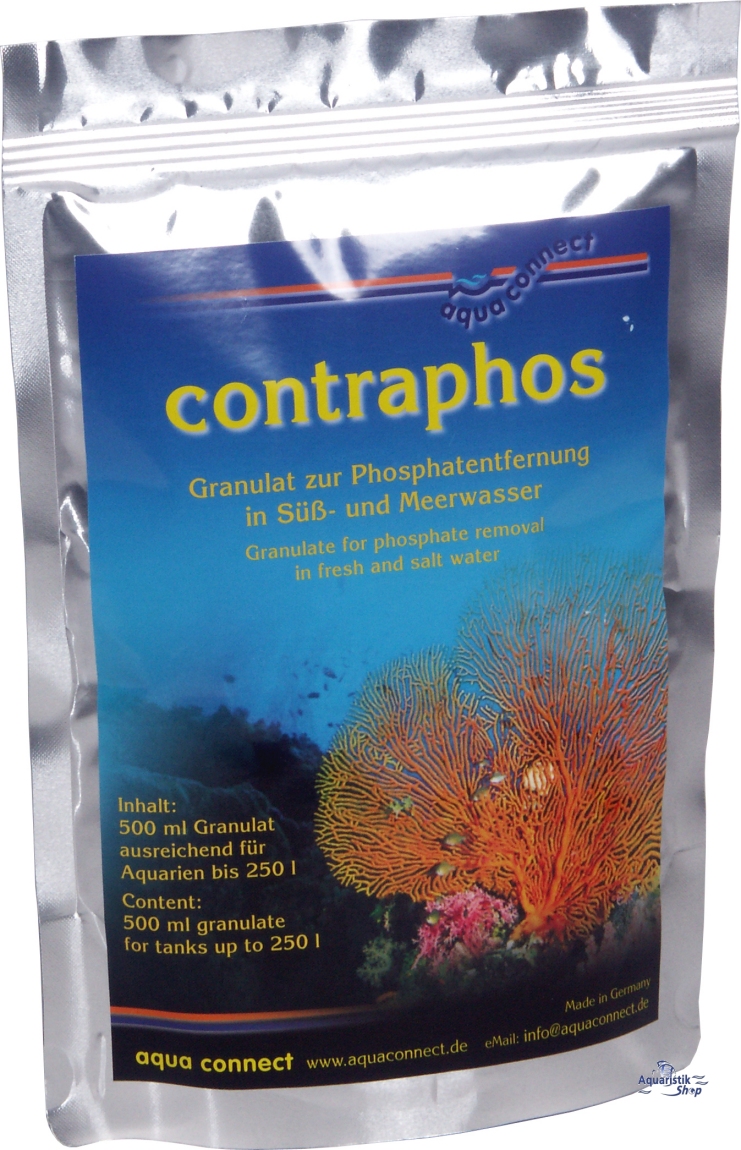 aqua connect
contraphos
Granulat zur Phosphatentfernung
in Süß- und Meerwasser
Granulate for phosphate removal
in fresh and salt water
Inhalt:
500 ml Granulat
ausreichend für
Aquarien bis 250 l
Content:
500 ml granulate
for tanks up to 250 l
Made in Germany
aqua connect www.aquaconnect.de eMail: info@aquaconnect.de
Aquaristik
Shop